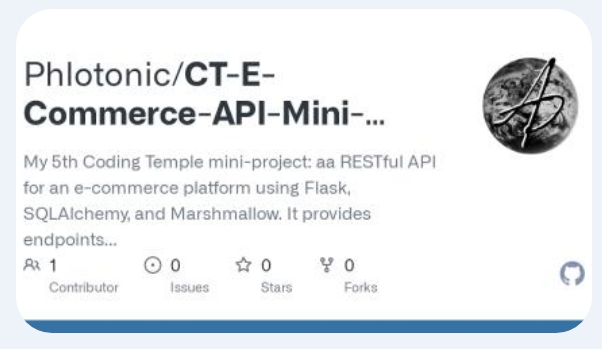 Phlotonic/CT-E-
Commerce-API-Mini-...
My 5th Coding Temple mini-project: aa RESTful API
for an e-commerce platform using Flask,
SQLAlchemy, and Marshmallow. It provides
endpoints...
1 0 0 0
Contributor Issues Stars Forks